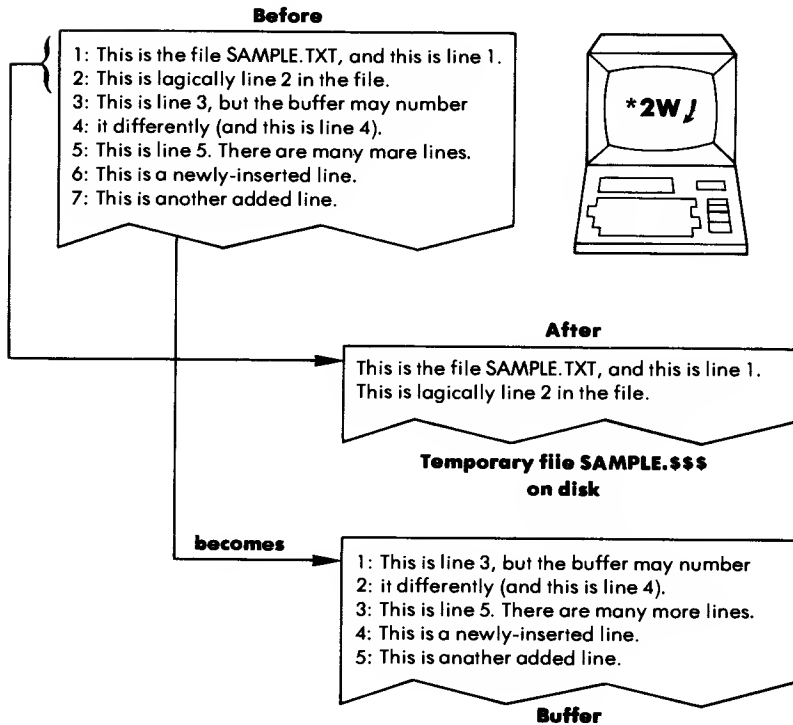 Before
1: This is the file SAMPLE.TXT, and this is line 1.
2: This is lagically line 2 in the file.
3: This is line 3, but the buffer may number
4: it differently (and this is line 4).
5: This is line 5. There are many mare lines.
6: This is a newly-inserted line.
7: This is another added line.
*2W
After
This is the file SAMPLE.TXT, and this is line 1.
This is lagically line 2 in the file.
Temporary fiie SAMPLE.$$$
on disk
becomes
1: This is line 3, but the buffer may number
2: it differently (and this is line 4).
3: This is line 5. There are many more lines.
4: This is a newly-inserted line.
5: This is anather added line.
Buffer